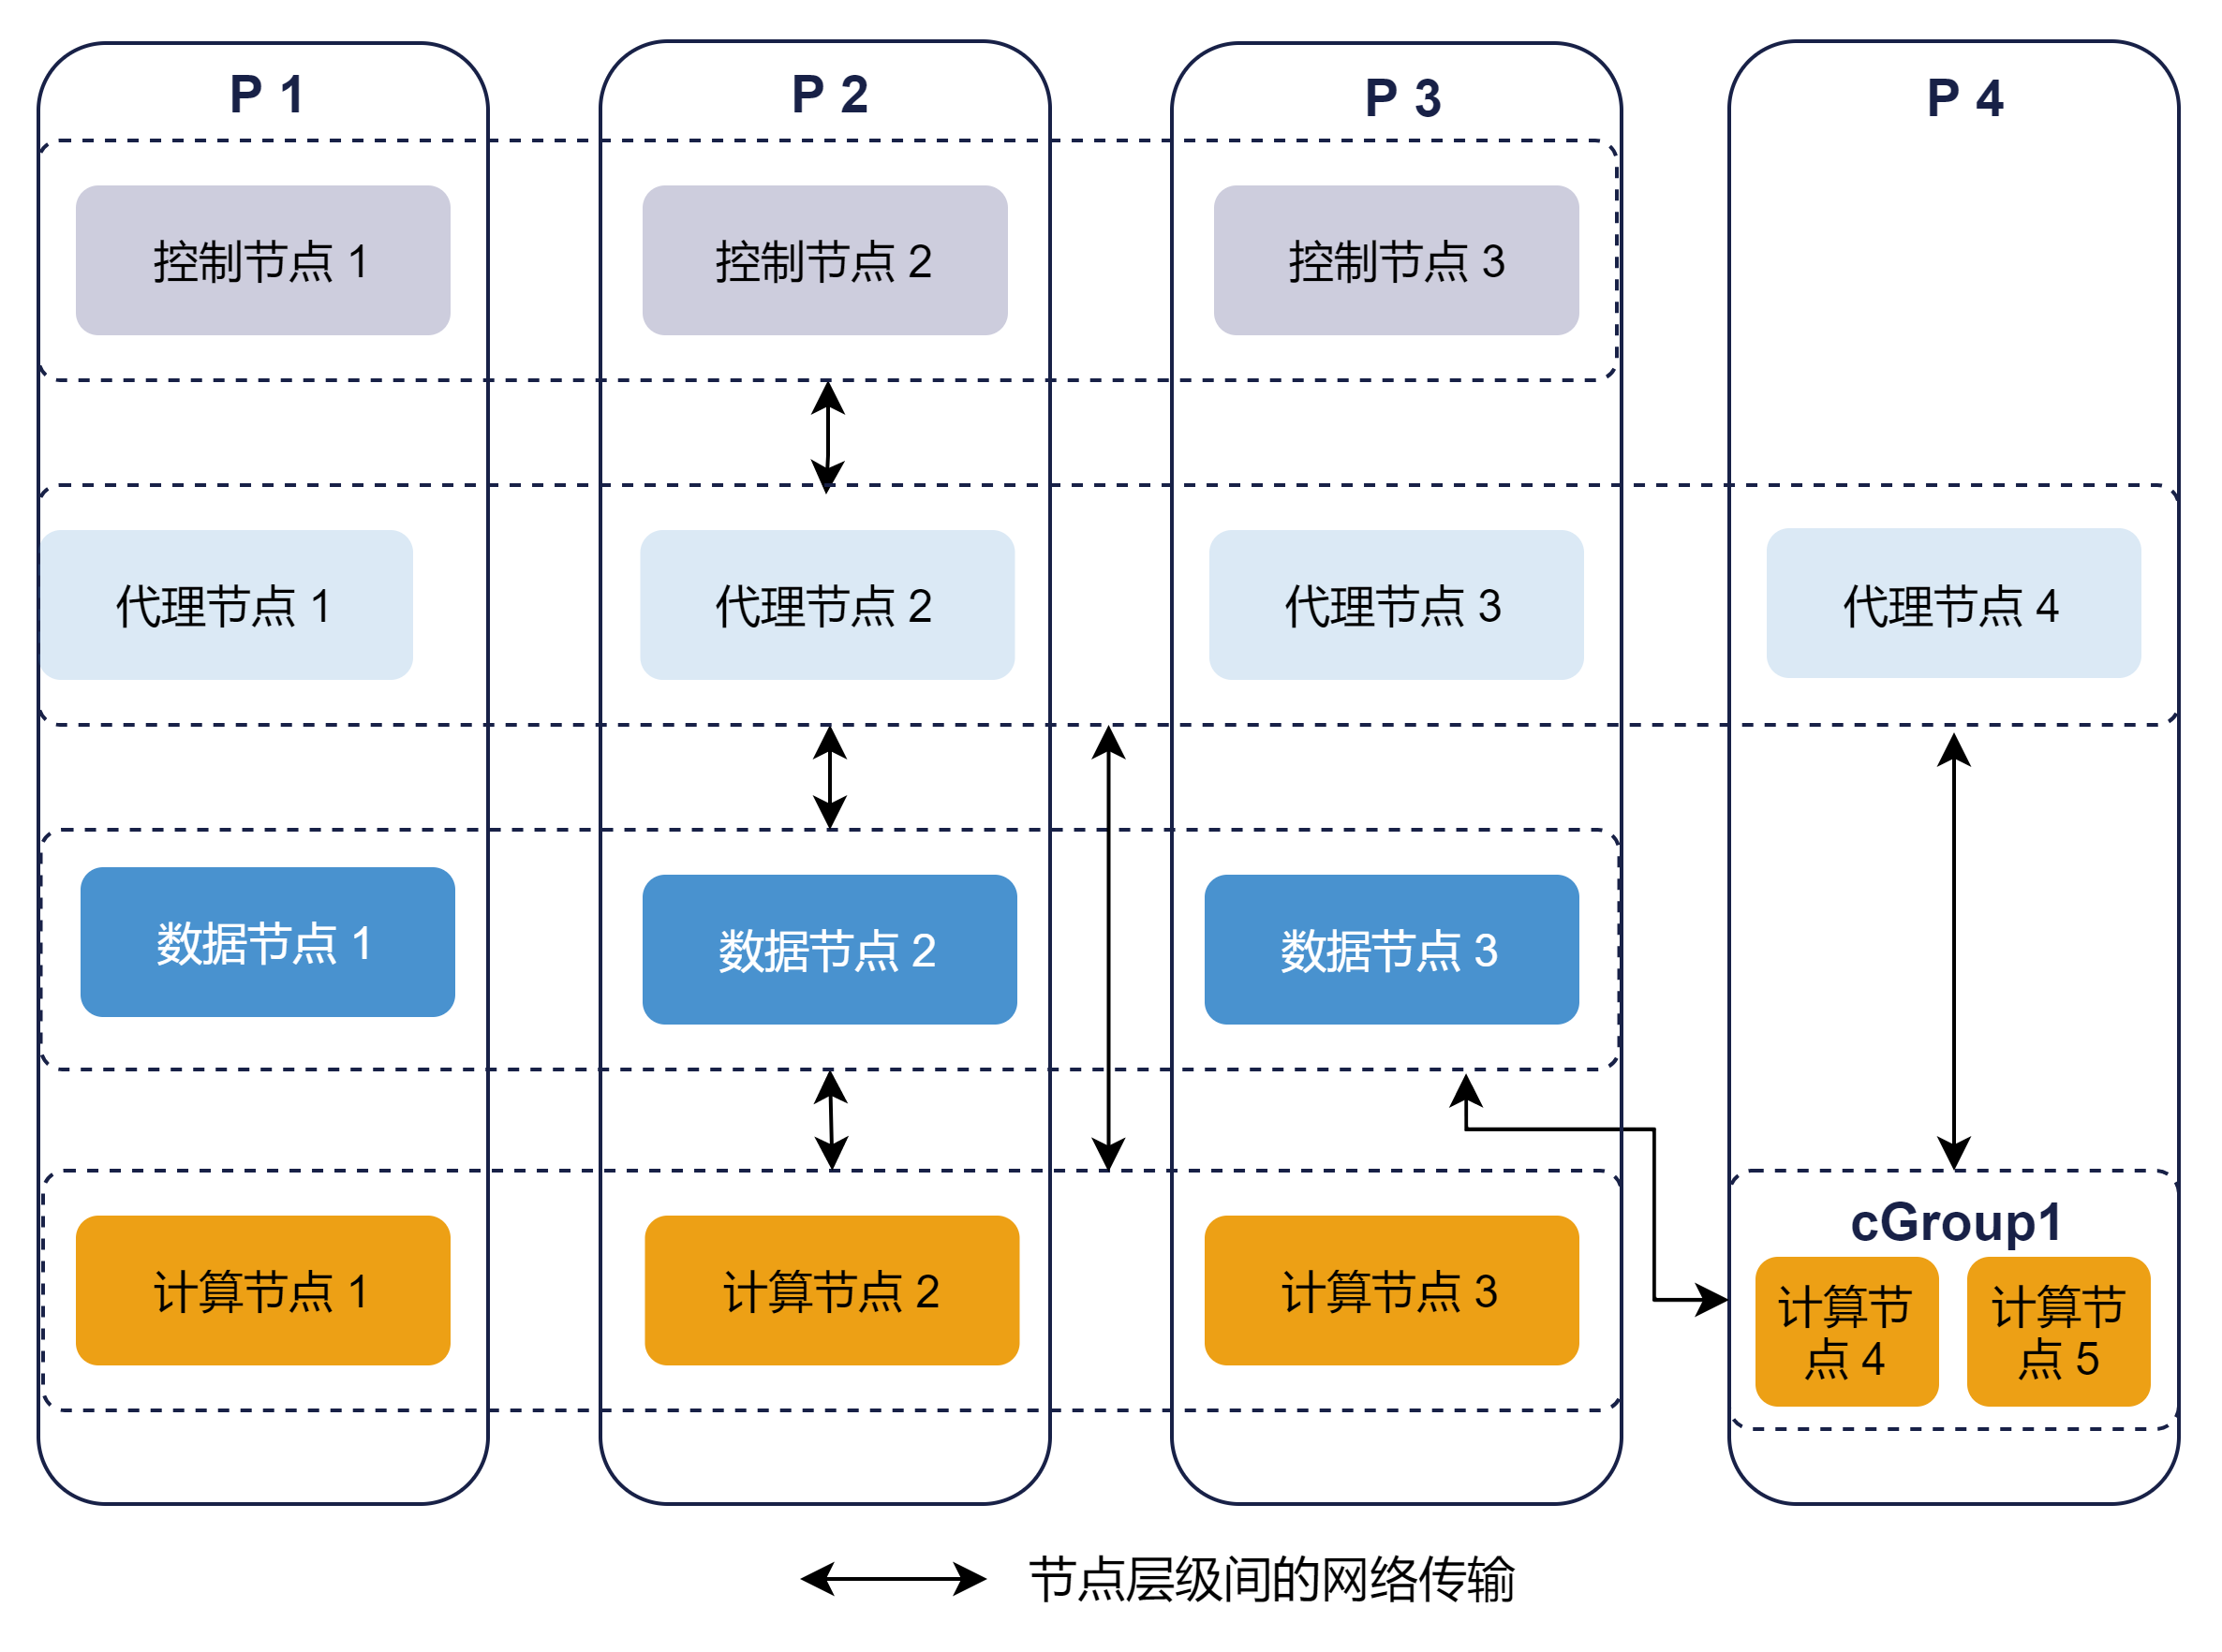 P 1
P 2
P 3
P 4
控制节点 1
控制节点 2
控制节点 3
代理节点 1
代理节点 2
代理节点 3
代理节点 4
数据节点 1
数据节点 2
数据节点 3
cGroup1
计算节点 1
计算节点 2
计算节点 3
计算节
点 4
计算节
点 5
节点层级间的网络传输